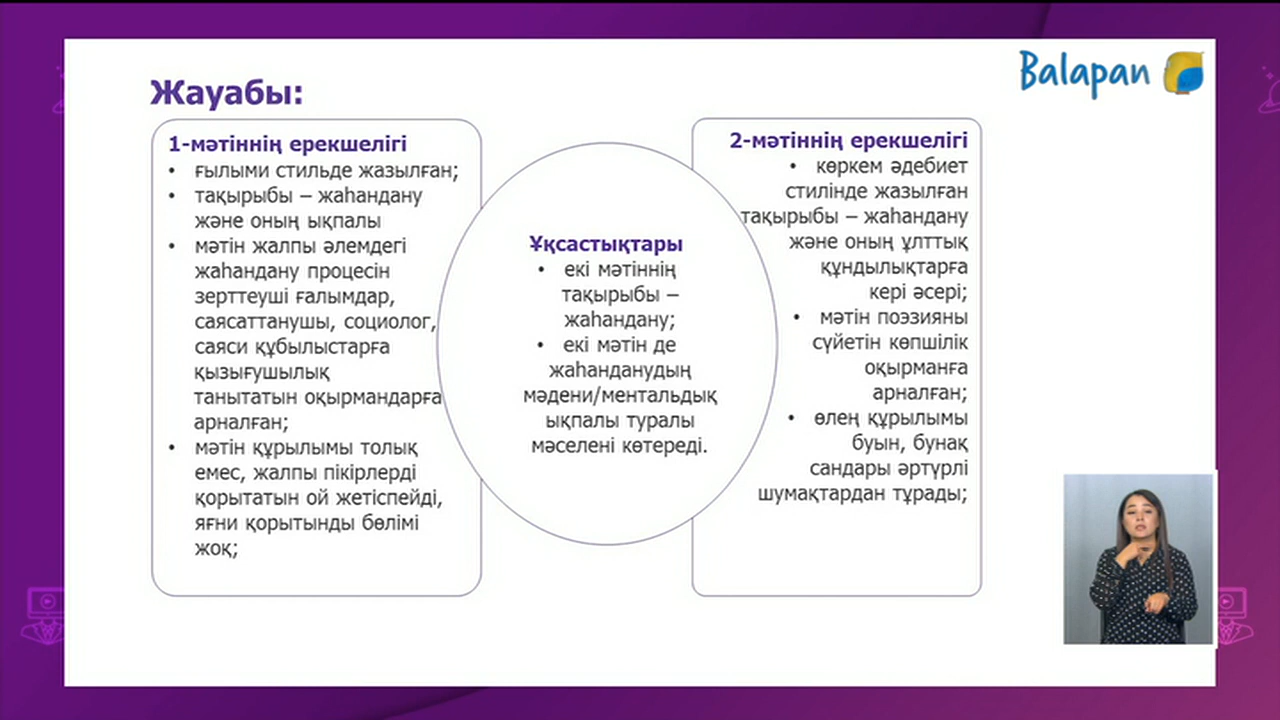 Balapan
Жауабы:
1-мәтіннің ерекшелігі
• ғылыми стильде жазылған;
• тақырыбы – жаһандану
және оның ықпалы
• мәтін жалпы әлемдегі
жаһандану процесін
зерттеуші ғалымдар,
саясаттанушы, социолог,
саяси құбылыстарға
қызығушылық
танытатын оқырмандарға
арналған;
• мәтін құрылымы толық
емес, жалпы пікірлерді
қорытатын ой жетіспейді,
яғни қорытынды бөлімі
жоқ;
Ұқсастықтары
• екі мәтіннің
тақырыбы –
жаһандану;
• екі мәтін де
жаһанданудың
мәдени/ментальдық
ықпалы туралы
мәселені көтереді.
2-мәтіннің ерекшелігі
• көркем әдебиет
стилінде жазылған
тақырыбы – жаһандану
және оның ұлттық
құндылықтарға
кері әсері;
• мәтін поэзияны
сүйетін көпшілік
оқырманға
арналған;
• өлең құрылымы
буын, бунақ
сандары әртүрлі
шумақтардан тұрады;